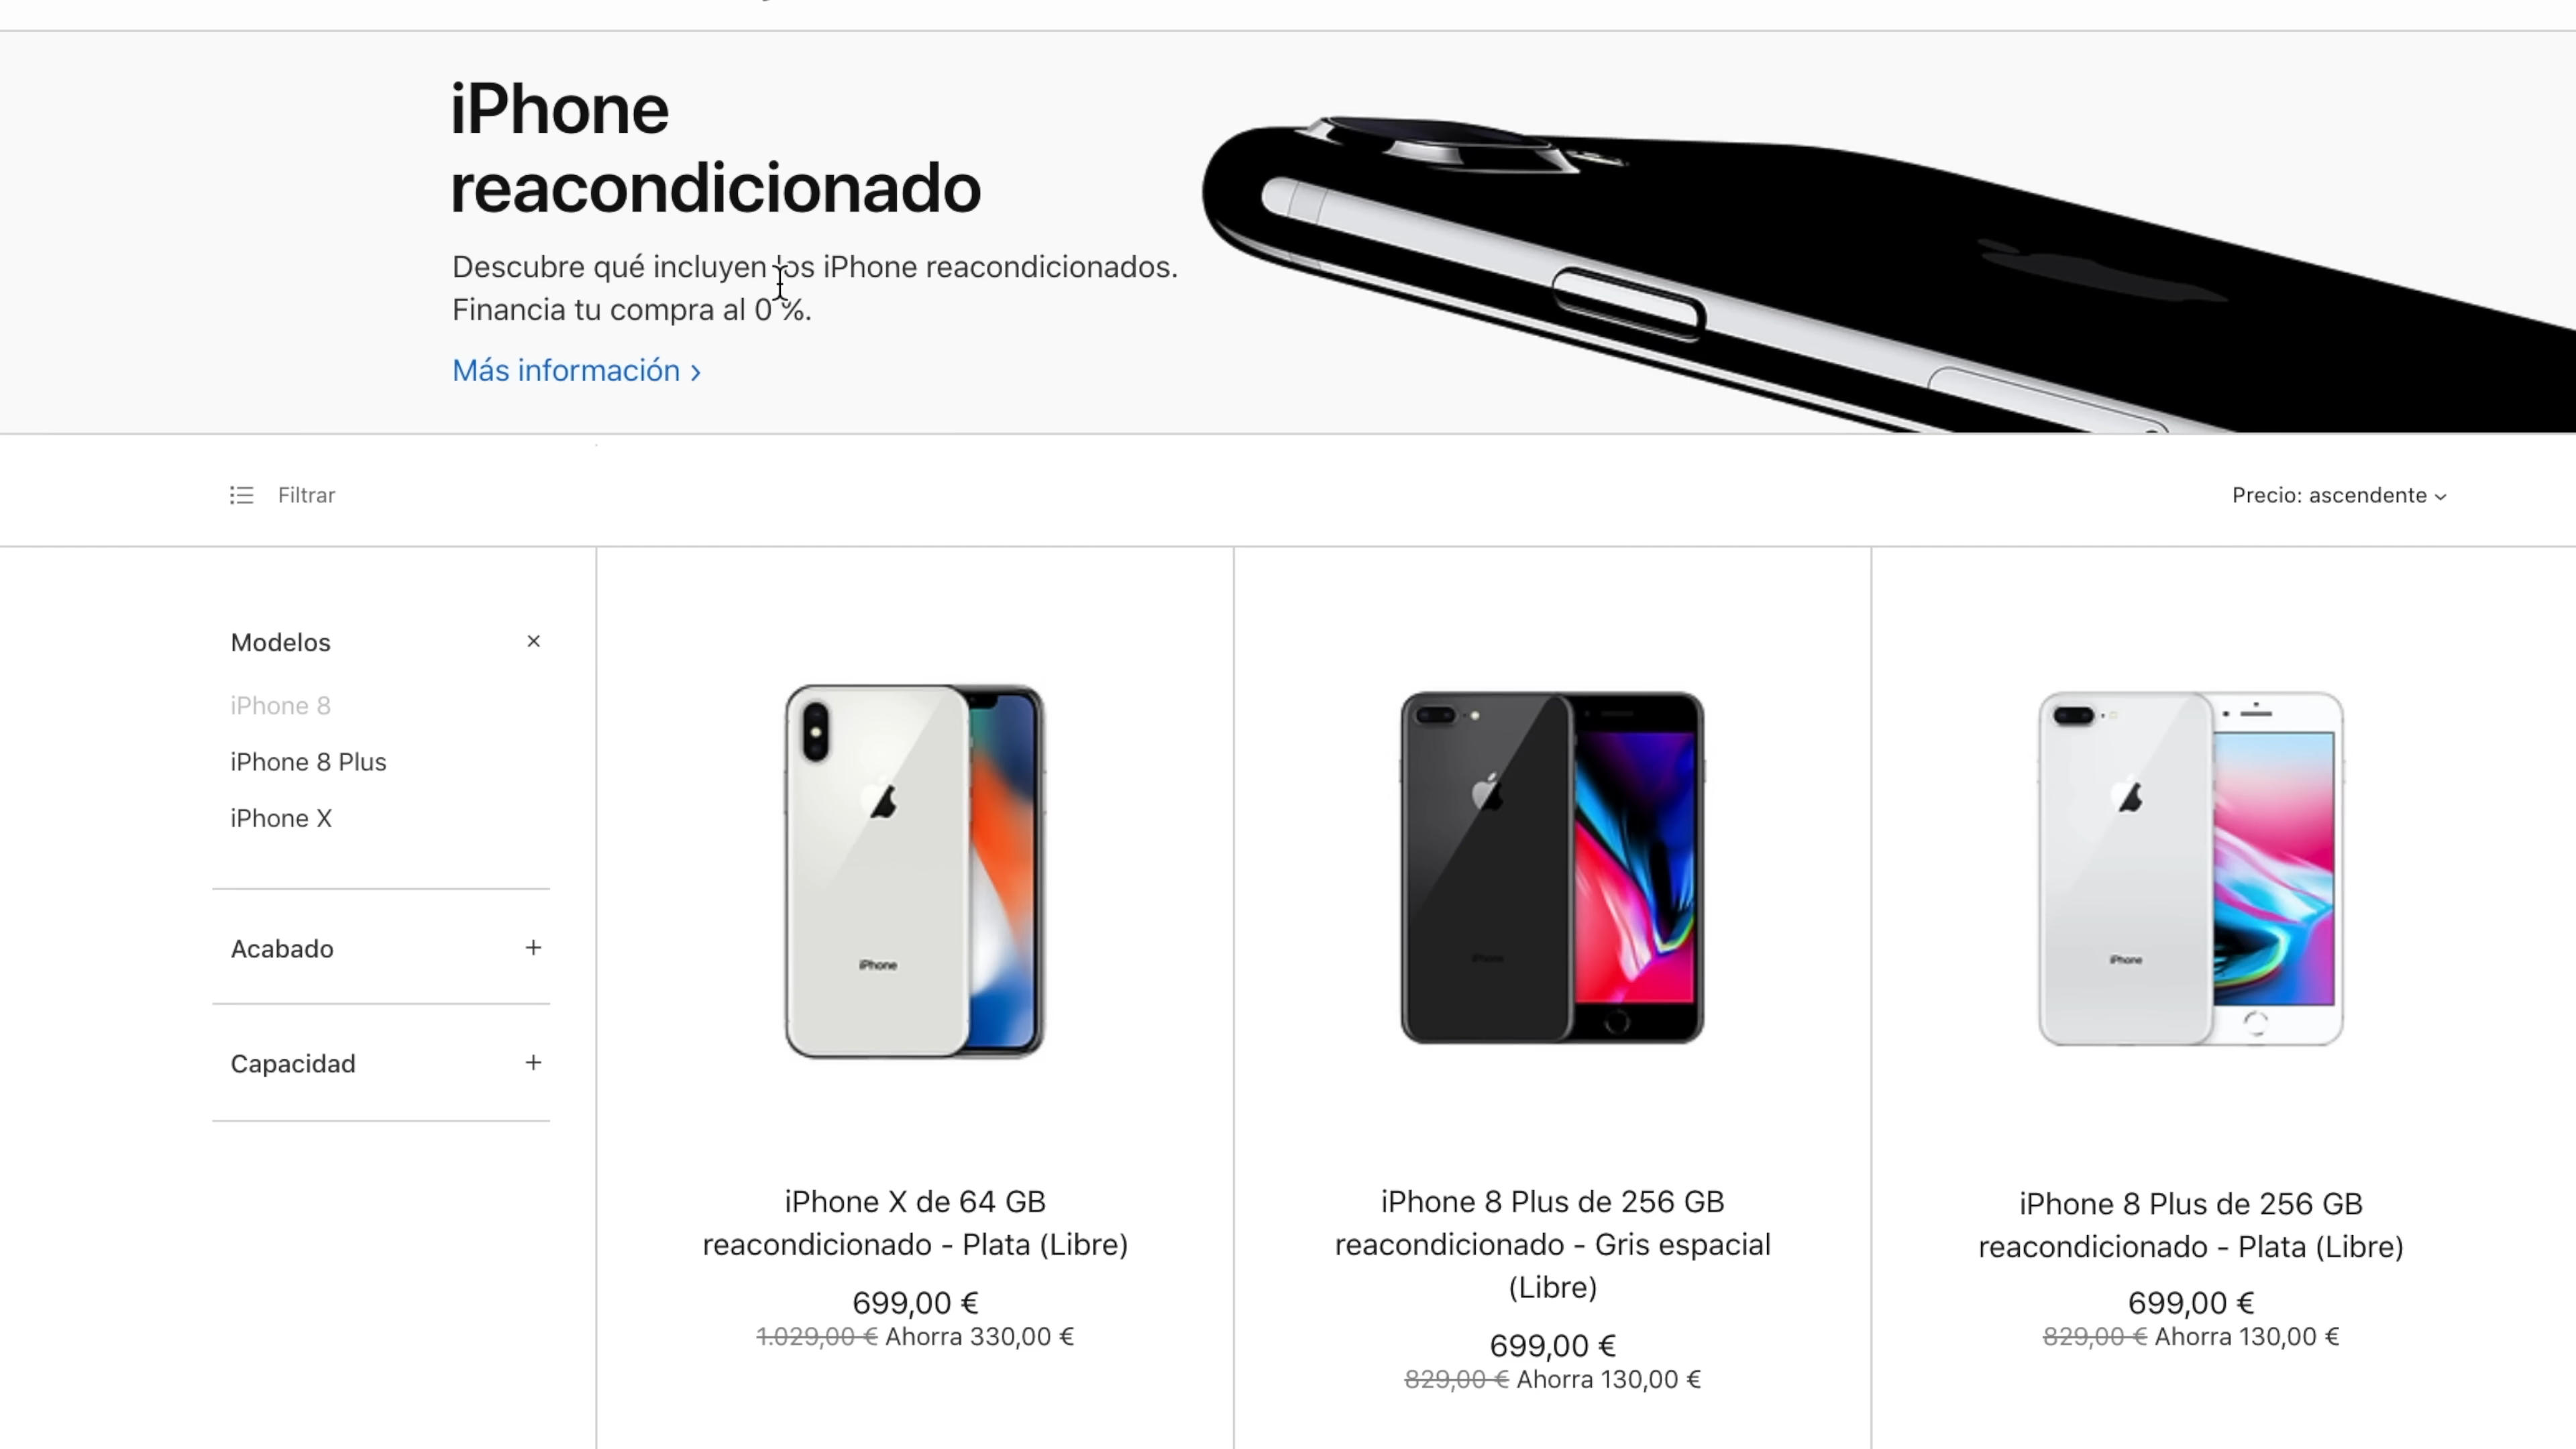 iPhone
reacondicionado
Descubre qué incluyen los iPhone reacondicionados.
Financia tu compra al 0 %.
Más información ›
Filtrar
Precio: ascendente
Modelos
iPhone 8
iPhone 8 Plus
iPhone X
Acabado
Capacidad
iPhone
iPhone
iPhone
iPhone X de 64 GB
reacondicionado - Plata (Libre)
699,00 €
1.029,00 € Ahorra 330,00 €
iPhone 8 Plus de 256 GB
reacondicionado - Gris espacial
(Libre)
699,00 €
829,00 € Ahorra 130,00 €
iPhone 8 Plus de 256 GB
reacondicionado - Plata (Libre)
699,00 €
829,00 € Ahorra 130,00 €